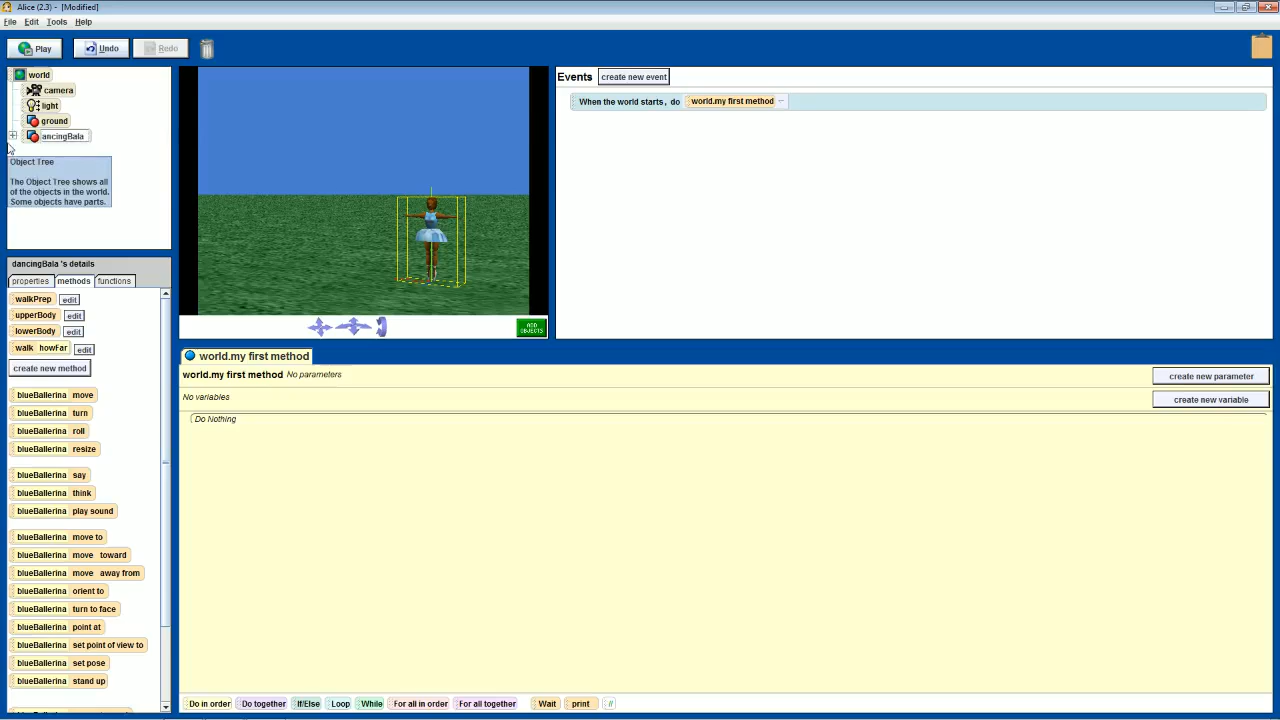 Alice (2.3) - [Modified]
File Edit Tools Help
Play Undo Redo
world
camera
light
ground
ancingBala
Object Tree
The Object Tree shows all
of the objects in the world.
Some objects have parts.
dancingBala 's details
properties methods functions
walkPrep edit
upperBody edit
lowerBody edit
walk howFar edit
create new method
blueBallerina move
blueBallerina turn
blueBallerina roll
blueBallerina resize
blueBallerina say
blueBallerina think
blueBallerina play sound
blueBallerina move to
blueBallerina move toward
blueBallerina move away from
blueBallerina orient to
blueBallerina turn to face
blueBallerina point at
blueBallerina set point of view to
blueBallerina set pose
blueBallerina stand up
ADD
OBJECTS
Events create new event
When the world starts, do world.my first method
world.my first method
world.my first method No parameters create new parameter
No variables create new variable
Do Nothing
Do in order Do together If/Else Loop While For all in order For all together Wait print //